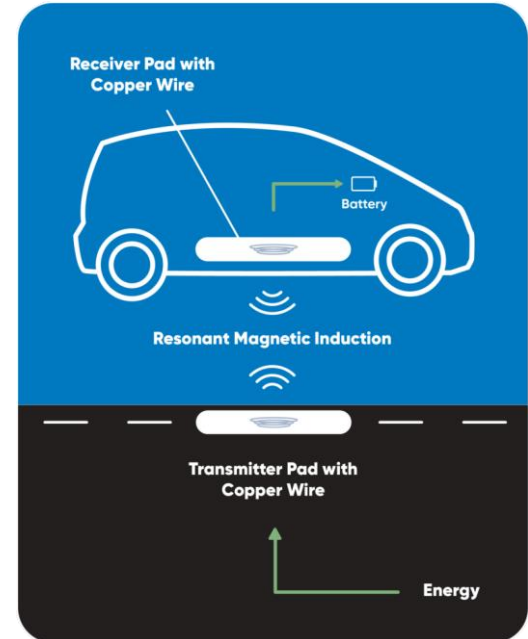 Receiver Pad with
Copper Wire
Battery
Resonant Magnetic Induction
Transmitter Pad with
Copper Wire
Energy